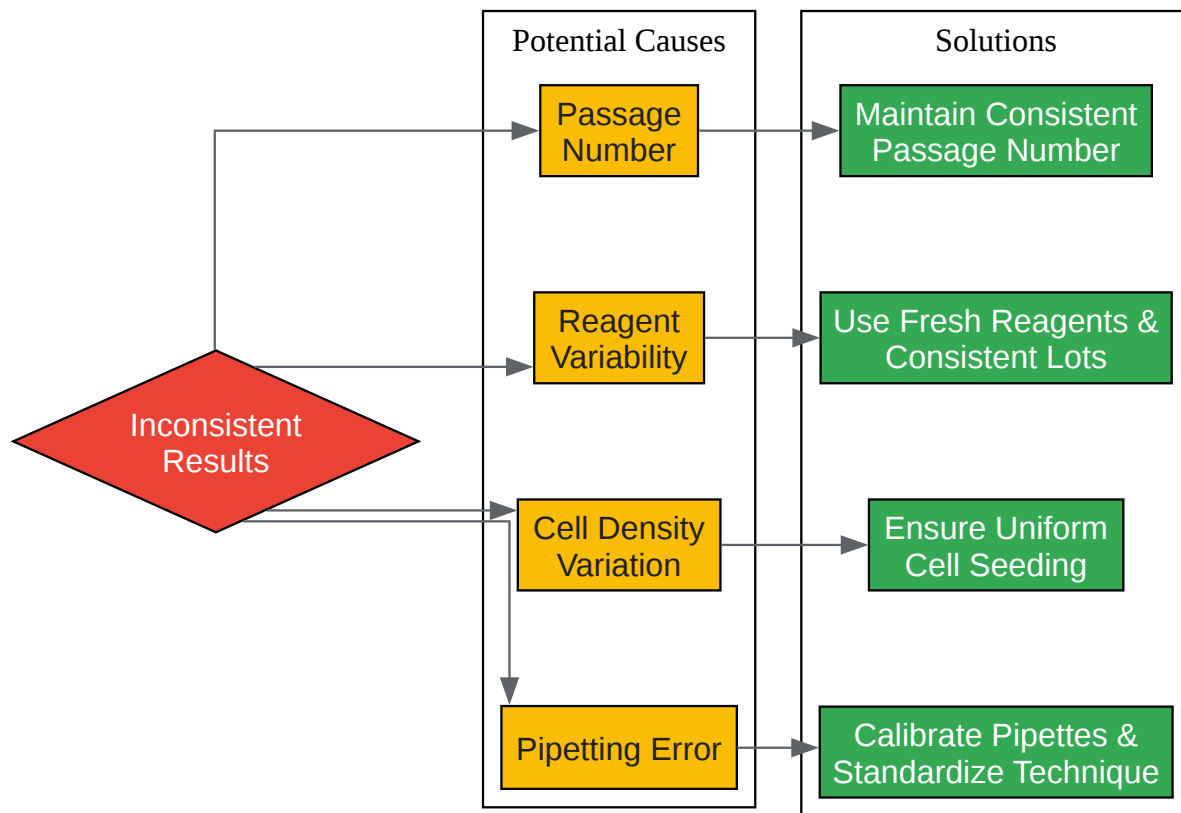 Potential Causes
Solutions
Passage
Number
Maintain Consistent
Passage Number
Reagent
Variability
Use Fresh Reagents &
Consistent Lots
Inconsistent
Results
Cell Density
Variation
Ensure Uniform
Cell Seeding
Pipetting Error
Calibrate Pipettes &
Standardize Technique